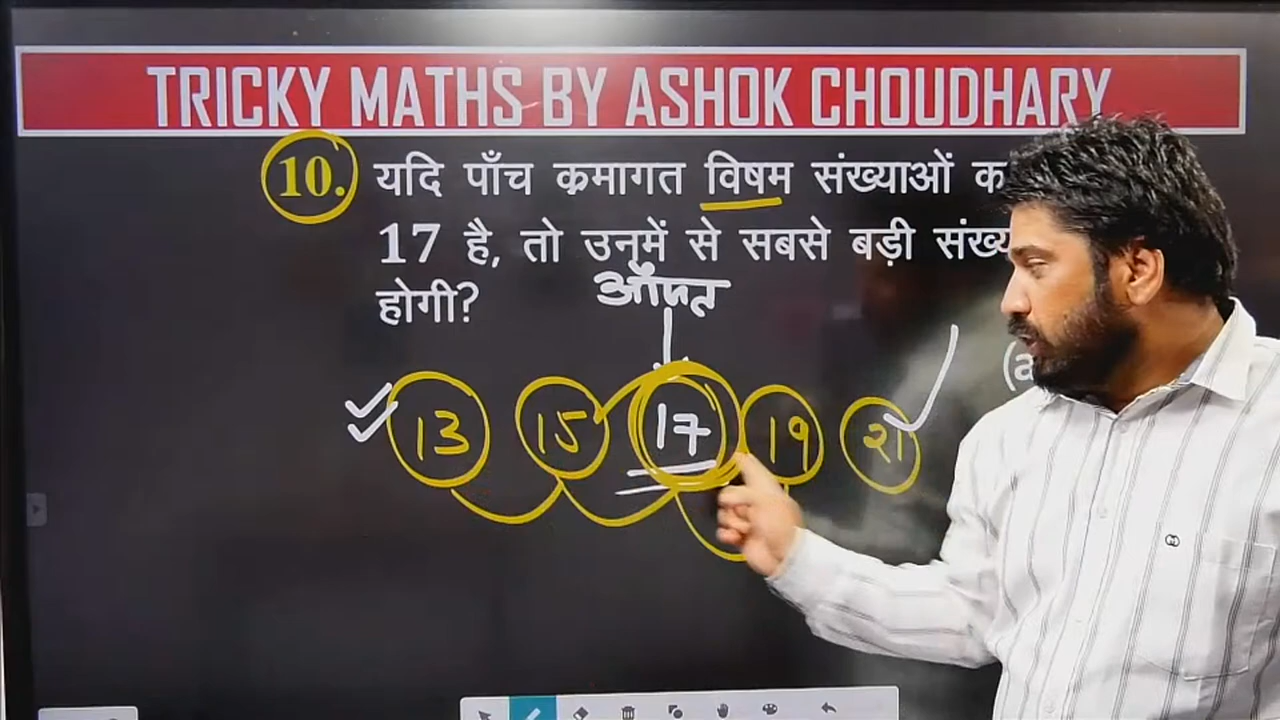 TRICKY MATHS BY ASHOK CHOUDHARY
10. यदि पाँच क्रमागत विषम संख्याओं
17 है, तो उनमें से सबसे बड़ी
होगी?
औसत
(a
13 15 17 19 21